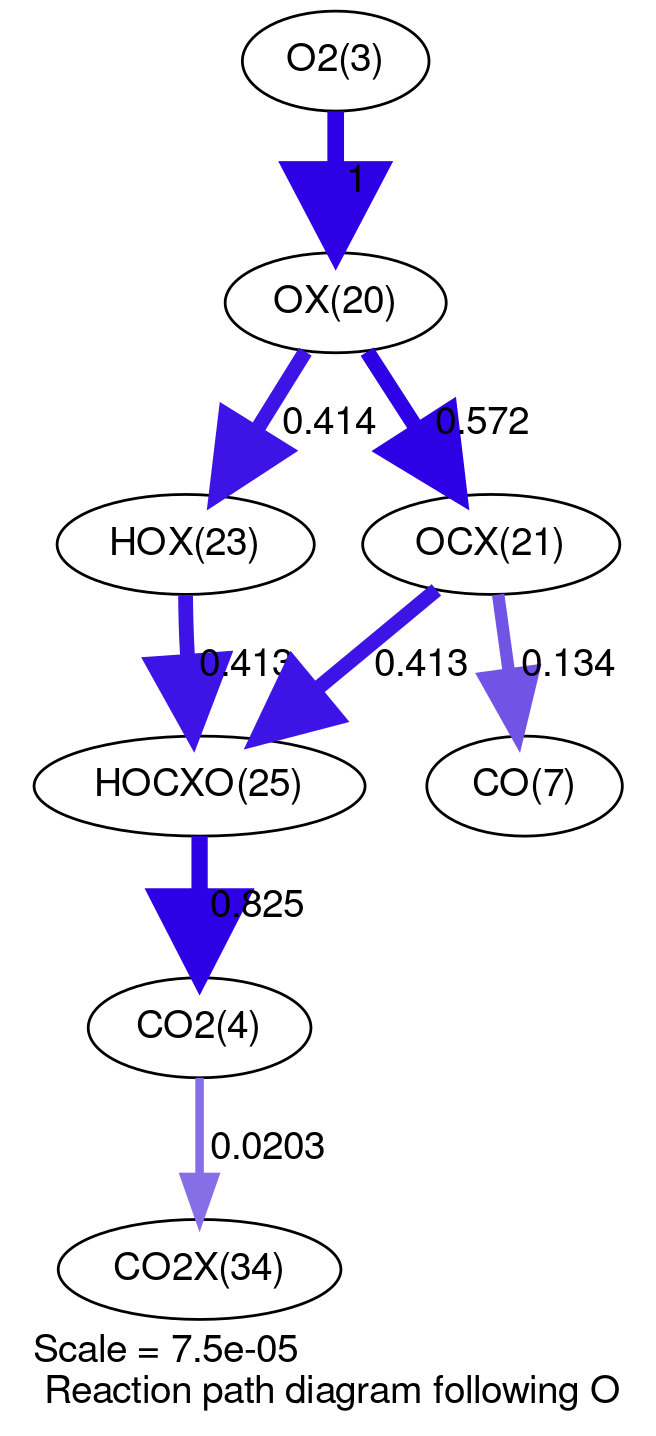 O2(3)
1
OX(20)
0.414
0.572
HOX(23)
OCX(21)
0.413
0.413
0.134
HOCXO(25)
CO(7)
0.825
CO2(4)
0.0203
CO2X(34)
Scale = 7.5e-05
Reaction path diagram following O